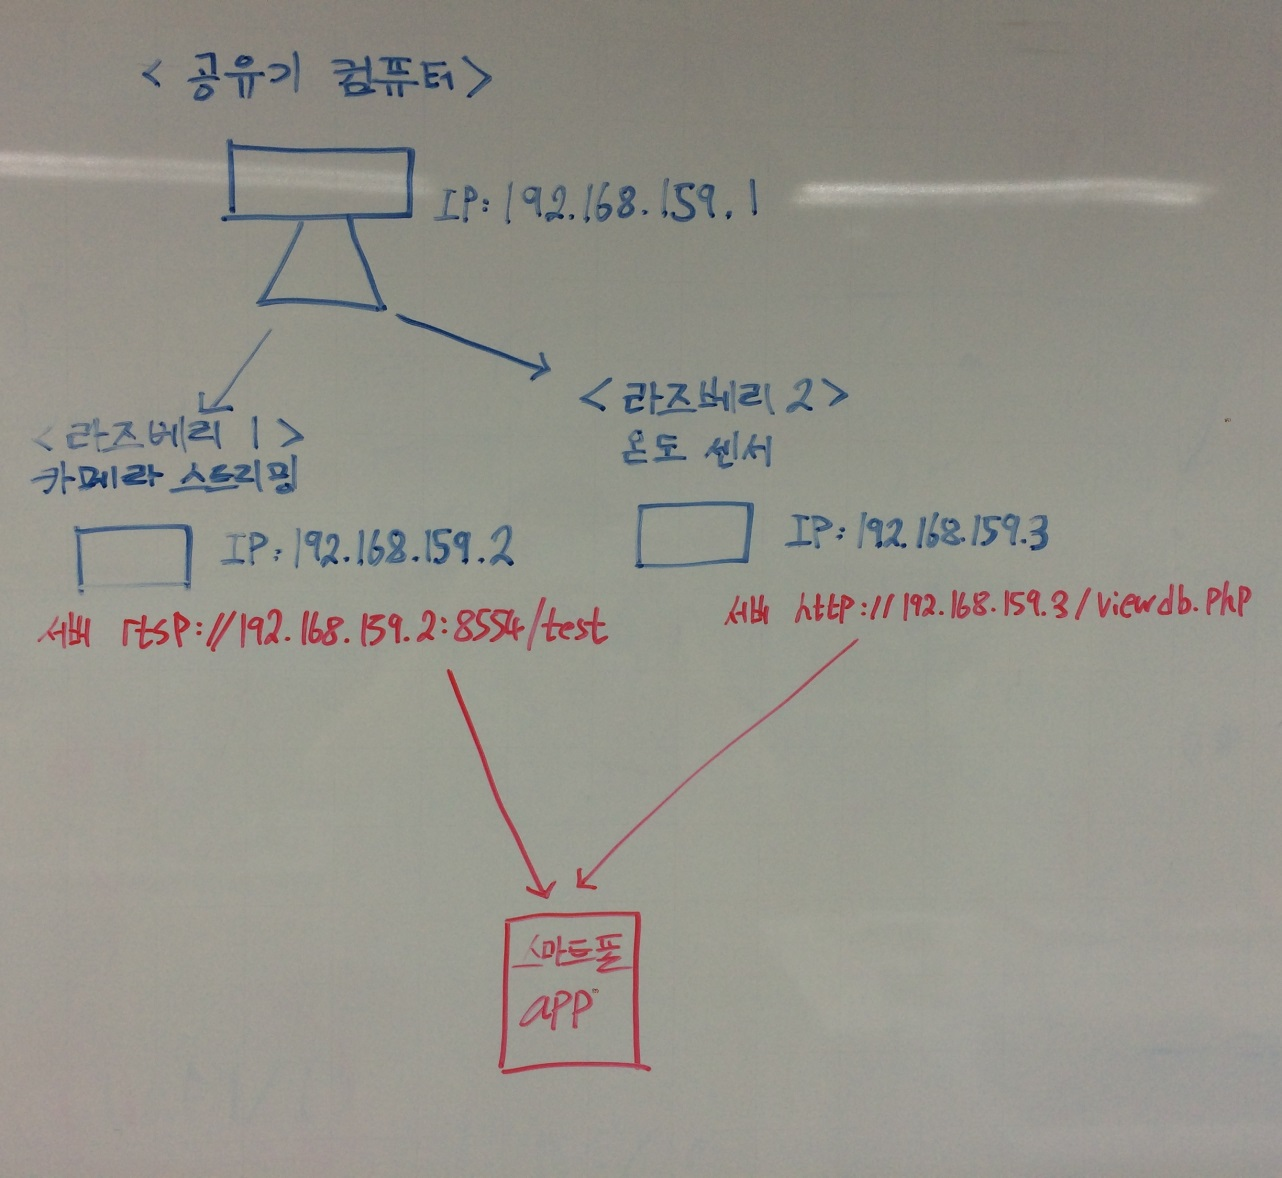 < 공유기 컴퓨터 >
IP: 192.168.159.1
< 라즈베리 1 >
카메라 스트리밍
IP: 192.168.159.2
서버 rtsp://192.168.159.2:8554/test
< 라즈베리 2 >
온도 센서
IP: 192.168.159.3
서버 http://192.168.159.3/viewdb.php
스마트폰
app